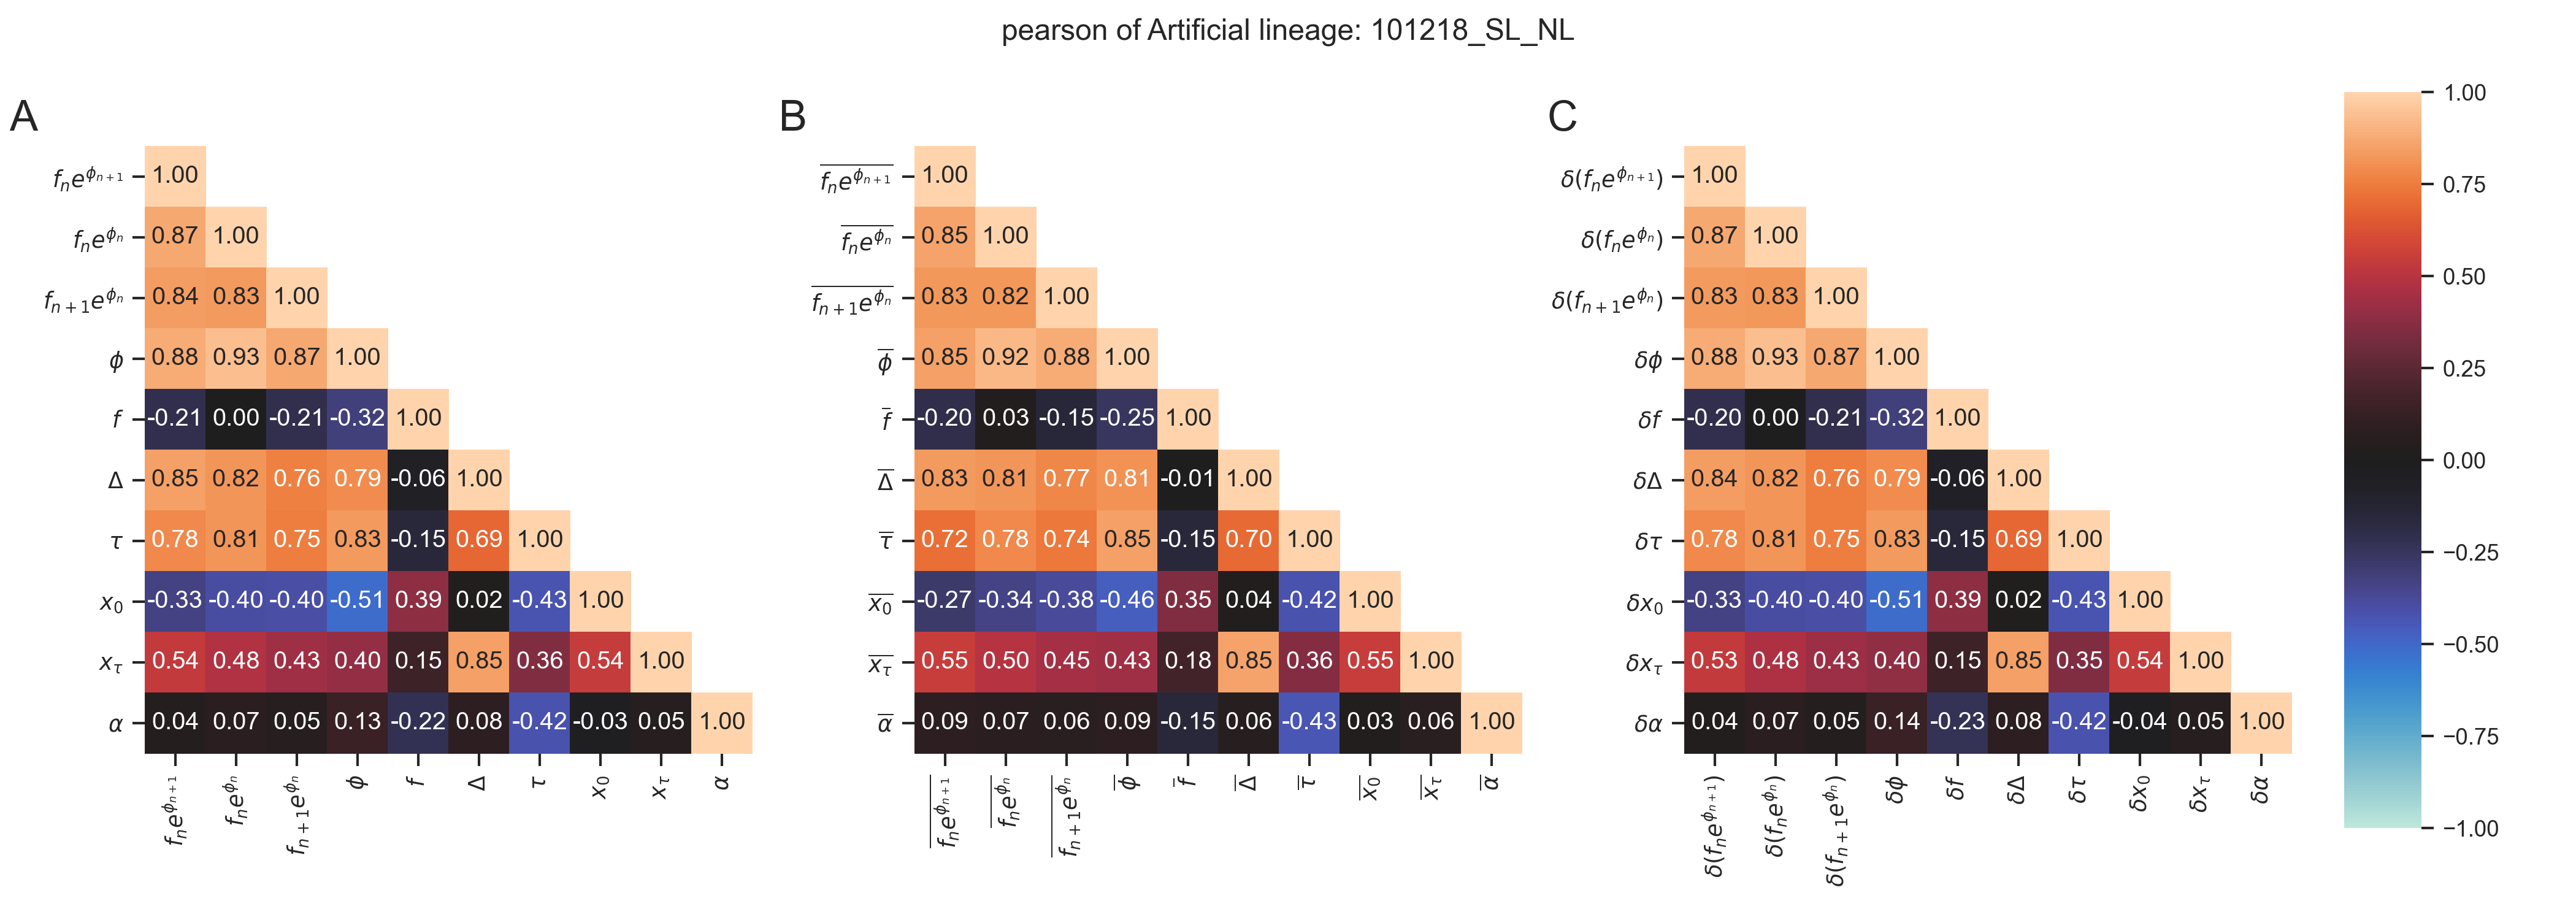 pearson of Artificial lineage: 101218_SL_NL
A
f_n e^{ϕ_{n+1}} 1.00
f_n e^{ϕ_n} 0.87 1.00
f_{n+1} e^{ϕ_n} 0.84 0.83 1.00
ϕ 0.88 0.93 0.87 1.00
f -0.21 0.00 -0.21 -0.32 1.00
Δ 0.85 0.82 0.76 0.79 -0.06 1.00
τ 0.78 0.81 0.75 0.83 -0.15 0.69 1.00
x_0 -0.33 -0.40 -0.40 -0.51 0.39 0.02 -0.43 1.00
x_τ 0.54 0.48 0.43 0.40 0.15 0.85 0.36 0.54 1.00
α 0.04 0.07 0.05 0.13 -0.22 0.08 -0.42 -0.03 0.05 1.00
f_n e^{ϕ_{n+1}} f_n e^{ϕ_n} f_{n+1} e^{ϕ_n} ϕ f Δ τ x_0 x_τ α
B
\overline{f_n e^{ϕ_{n+1}}} 1.00
\overline{f_n e^{ϕ_n}} 0.85 1.00
\overline{f_{n+1} e^{ϕ_n}} 0.83 0.82 1.00
\overline{ϕ} 0.85 0.92 0.88 1.00
\overline{f} -0.20 0.03 -0.15 -0.25 1.00
\overline{Δ} 0.83 0.81 0.77 0.81 -0.01 1.00
\overline{τ} 0.72 0.78 0.74 0.85 -0.15 0.70 1.00
\overline{x_0} -0.27 -0.34 -0.38 -0.46 0.35 0.04 -0.42 1.00
\overline{x_τ} 0.55 0.50 0.45 0.43 0.18 0.85 0.36 0.55 1.00
\overline{α} 0.09 0.07 0.06 0.09 -0.15 0.06 -0.43 0.03 0.06 1.00
\overline{f_n e^{ϕ_{n+1}}} \overline{f_n e^{ϕ_n}} \overline{f_{n+1} e^{ϕ_n}} \overline{ϕ} \overline{f} \overline{Δ} \overline{τ} \overline{x_0} \overline{x_τ} \overline{α}
C
δ(f_n e^{ϕ_{n+1}}) 1.00
δ(f_n e^{ϕ_n}) 0.87 1.00
δ(f_{n+1} e^{ϕ_n}) 0.83 0.83 1.00
δϕ 0.88 0.93 0.87 1.00
δf -0.20 0.00 -0.21 -0.32 1.00
δΔ 0.84 0.82 0.76 0.79 -0.06 1.00
δτ 0.78 0.81 0.75 0.83 -0.15 0.69 1.00
δx_0 -0.33 -0.40 -0.40 -0.51 0.39 0.02 -0.43 1.00
δx_τ 0.53 0.48 0.43 0.40 0.15 0.85 0.35 0.54 1.00
δα 0.04 0.07 0.05 0.14 -0.23 0.08 -0.42 -0.04 0.05 1.00
δ(f_n e^{ϕ_{n+1}}) δ(f_n e^{ϕ_n}) δ(f_{n+1} e^{ϕ_n}) δϕ δf δΔ δτ δx_0 δx_τ δα
1.00
0.75
0.50
0.25
0.00
−0.25
−0.50
−0.75
−1.00